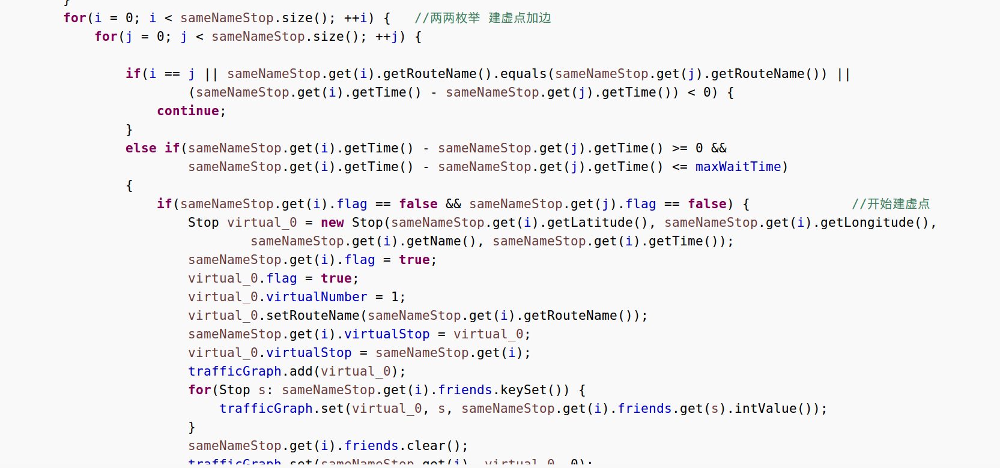 }
for(i = 0; i < sameNameStop.size(); ++i) {   //两两枚举 建虚点加边
for(j = 0; j < sameNameStop.size(); ++j) {
if(i == j || sameNameStop.get(i).getRouteName().equals(sameNameStop.get(j).getRouteName()) ||
(sameNameStop.get(i).getTime() - sameNameStop.get(j).getTime()) < 0) {
continue;
}
else if(sameNameStop.get(i).getTime() - sameNameStop.get(j).getTime() >= 0 &&
sameNameStop.get(i).getTime() - sameNameStop.get(j).getTime() <= maxWaitTime)
{
if(sameNameStop.get(i).flag == false && sameNameStop.get(j).flag == false) {             //开始建虚点
Stop virtual_0 = new Stop(sameNameStop.get(i).getLatitude(), sameNameStop.get(i).getLongitude(),
sameNameStop.get(i).getName(), sameNameStop.get(i).getTime());
sameNameStop.get(i).flag = true;
virtual_0.flag = true;
virtual_0.virtualNumber = 1;
virtual_0.setRouteName(sameNameStop.get(i).getRouteName());
sameNameStop.get(i).virtualStop = virtual_0;
virtual_0.virtualStop = sameNameStop.get(i);
trafficGraph.add(virtual_0);
for(Stop s: sameNameStop.get(i).friends.keySet()) {
trafficGraph.set(virtual_0, s, sameNameStop.get(i).friends.get(s).intValue());
}
sameNameStop.get(i).friends.clear();
trafficGraph.set(sameNameStop.get(i), virtual_0, 0);